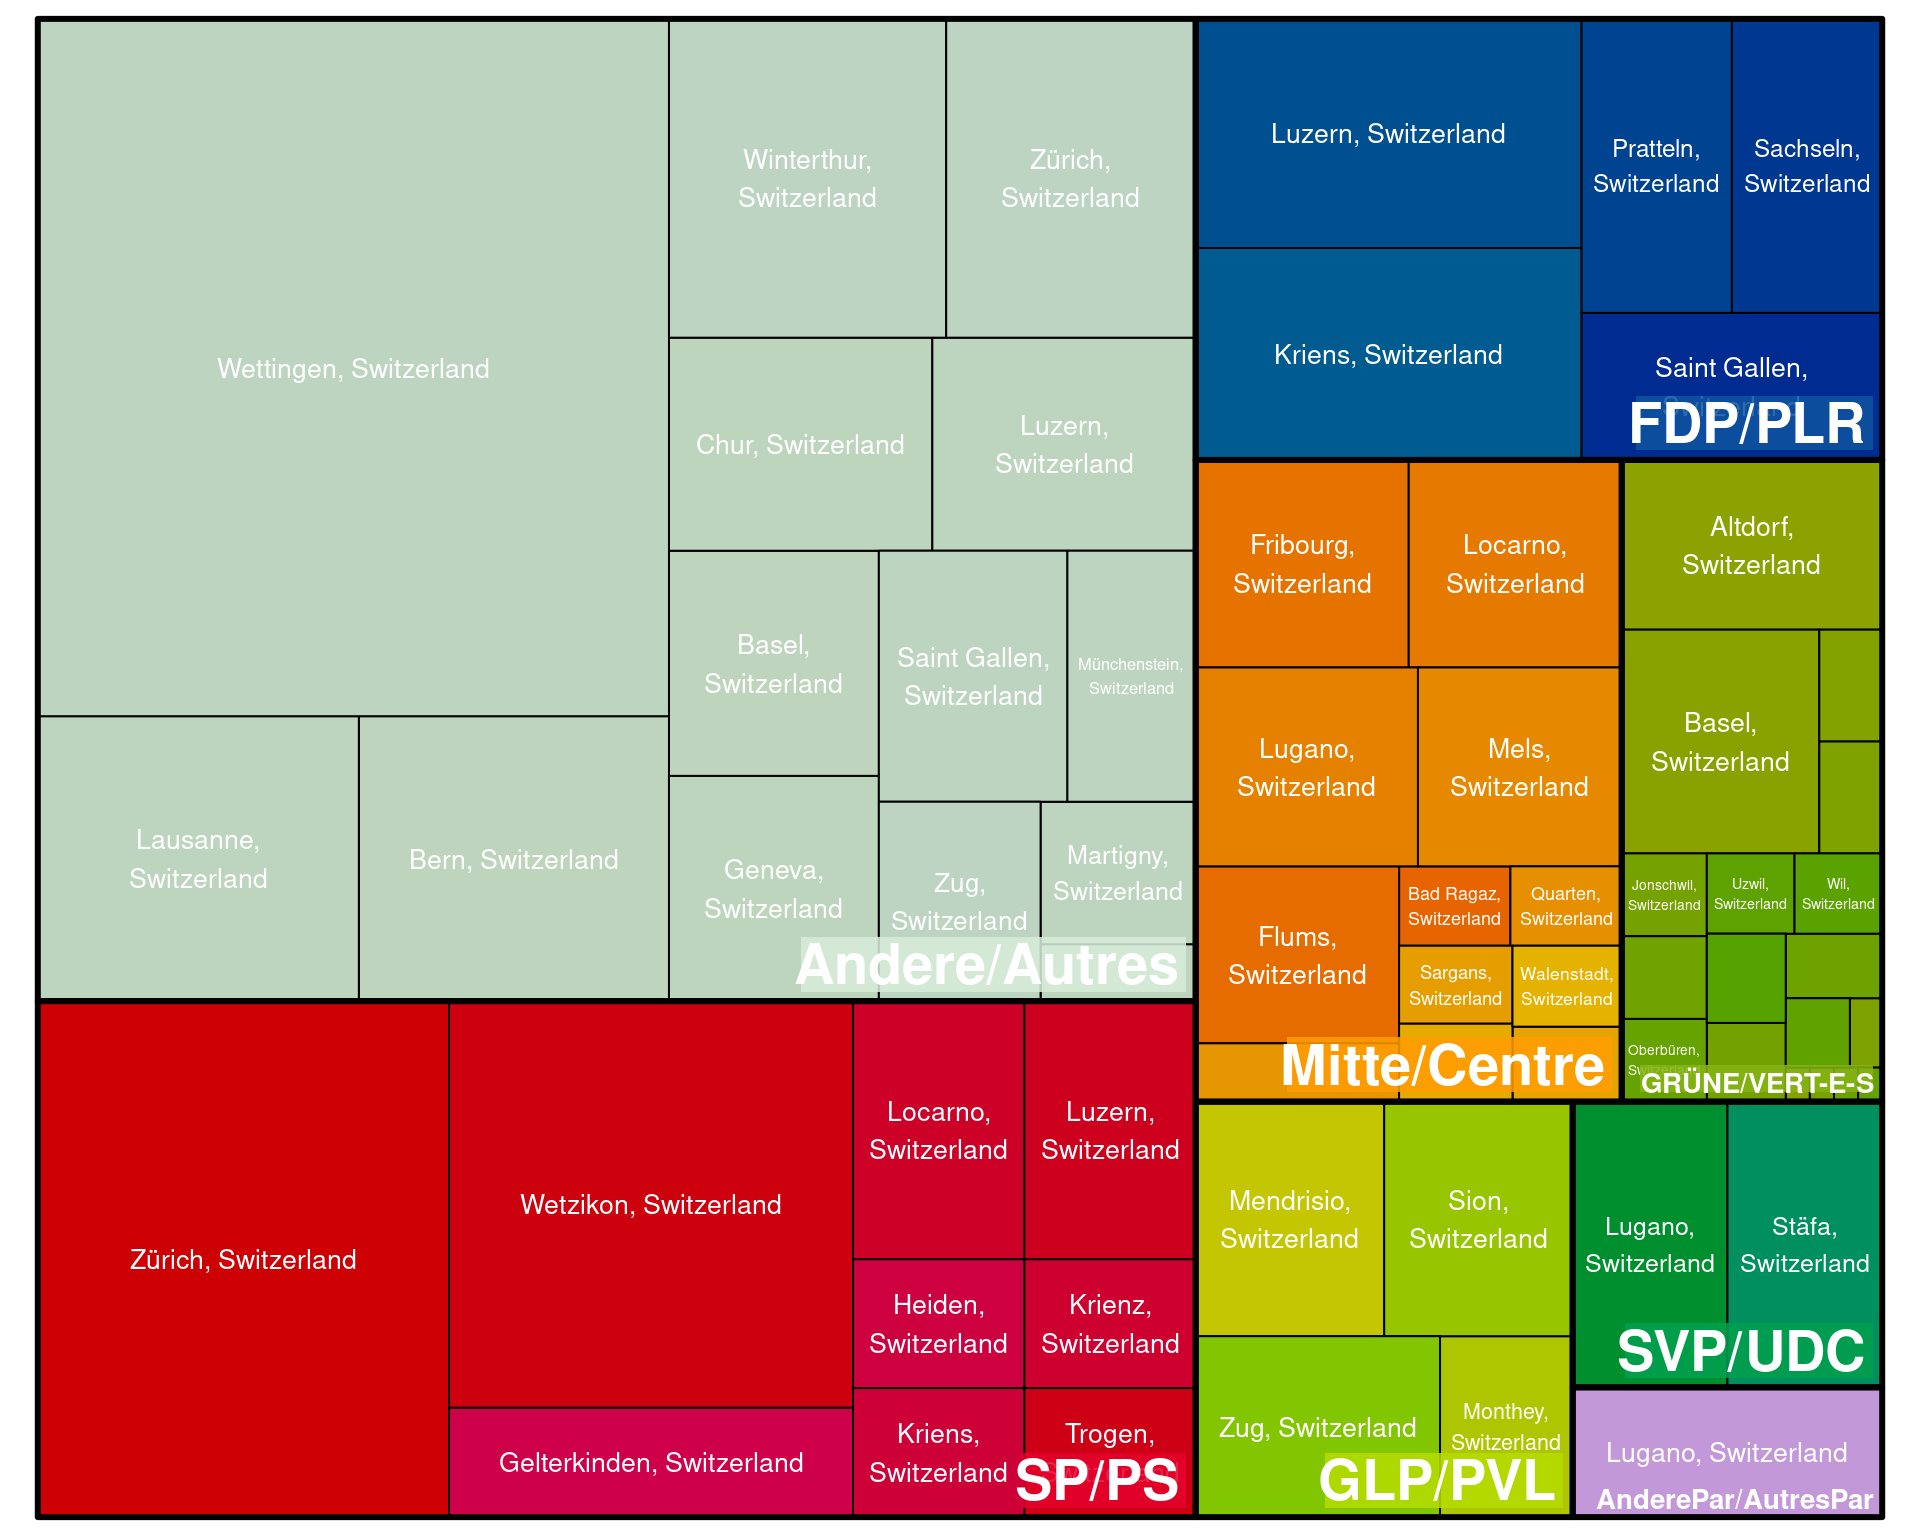 Wettingen, Switzerland
Winterthur,
Switzerland
Zürich,
Switzerland
Chur, Switzerland
Luzern,
Switzerland
Basel,
Switzerland
Saint Gallen,
Switzerland
Münchenstein,
Switzerland
Lausanne,
Switzerland
Bern, Switzerland
Geneva,
Switzerland
Zug,
Switzerland
Martigny,
Switzerland
Andere/Autres
Zürich, Switzerland
Wetzikon, Switzerland
Gelterkinden, Switzerland
Locarno,
Switzerland
Luzern,
Switzerland
Heiden,
Switzerland
Krienz,
Switzerland
Kriens,
Switzerland
Trogen,
Switzerland
SP/PS
Luzern, Switzerland
Kriens, Switzerland
Pratteln,
Switzerland
Sachseln,
Switzerland
Saint Gallen,
Switzerland
FDP/PLR
Fribourg,
Switzerland
Locarno,
Switzerland
Lugano,
Switzerland
Mels,
Switzerland
Flums,
Switzerland
Bad Ragaz,
Switzerland
Quarten,
Switzerland
Sargans,
Switzerland
Walenstadt,
Switzerland
Mitte/Centre
Altdorf,
Switzerland
Basel,
Switzerland
Jonschwil,
Switzerland
Uzwil,
Switzerland
Wil,
Switzerland
Oberbüren,
Switzerland
GRÜNE/VERT-E-S
Mendrisio,
Switzerland
Sion,
Switzerland
Zug, Switzerland
Monthey,
Switzerland
GLP/PVL
Lugano,
Switzerland
Stäfa,
Switzerland
SVP/UDC
Lugano, Switzerland
AnderePar/AutresPar